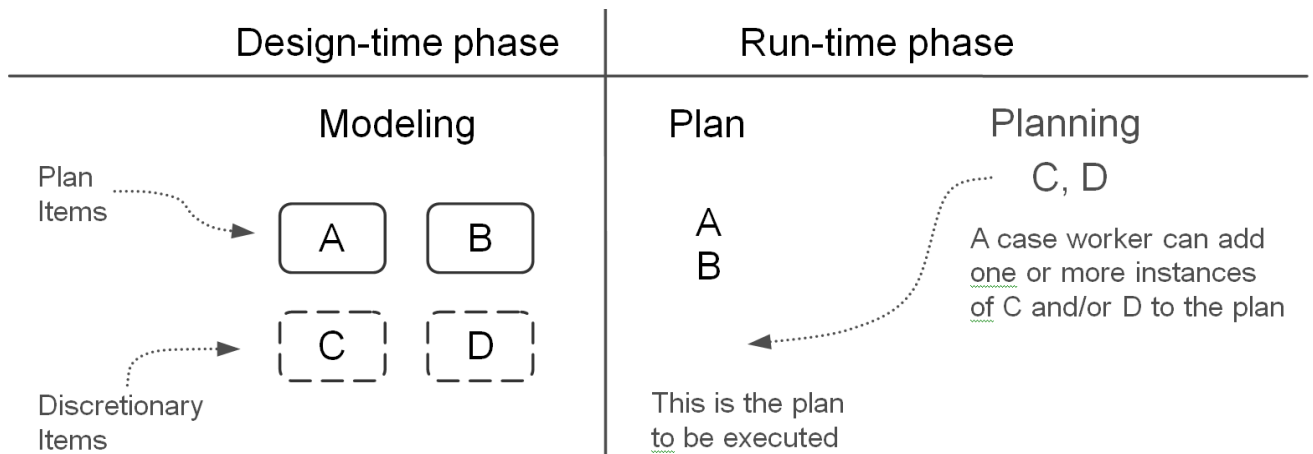 Design-time phase
Run-time phase
Modeling
Plan
Items
A
B
C
D
Discretionary
Items
Plan
A
B
This is the plan
to be executed
Planning
C, D
A case worker can add
one or more instances
of C and/or D to the plan